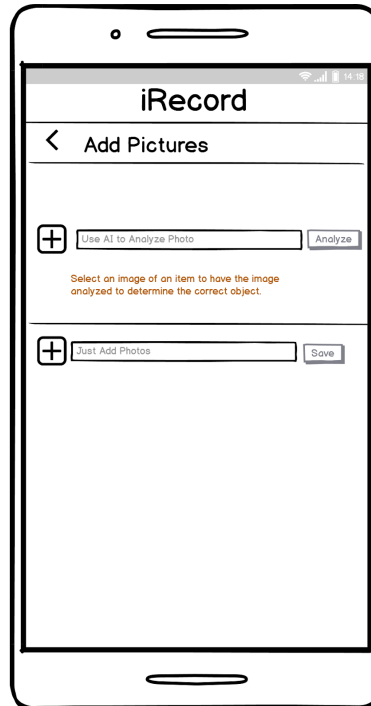 14:18
iRecord
Add Pictures
Use AI to Analyze Photo
Analyze
Select an image of an item to have the image
analyzed to determine the correct object.
Just Add Photos
Save